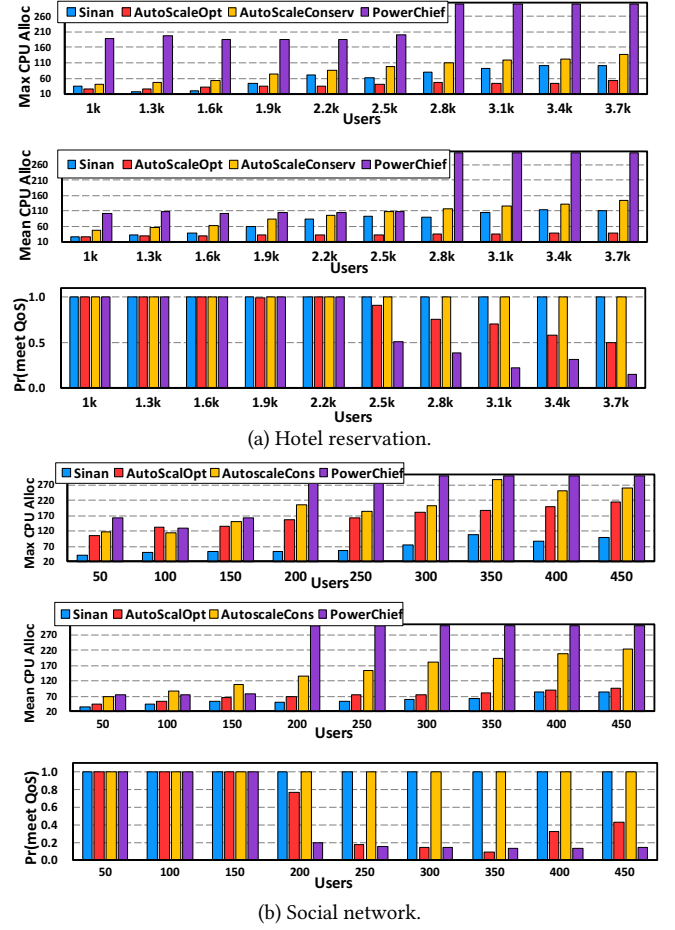 Sinan AutoScaleOpt AutoScaleConserv PowerChief
Max CPU Alloc
260
210
160
110
60
10
1k 1.3k 1.6k 1.9k 2.2k 2.5k 2.8k 3.1k 3.4k 3.7k
Users
Sinan AutoScaleOpt AutoScaleConserv PowerChief
Mean CPU Alloc
260
210
160
110
60
10
1k 1.3k 1.6k 1.9k 2.2k 2.5k 2.8k 3.1k 3.4k 3.7k
Users
Pr(meet QoS)
1.0
0.5
0.0
1k 1.3k 1.6k 1.9k 2.2k 2.5k 2.8k 3.1k 3.4k 3.7k
Users
(a) Hotel reservation.
Sinan AutoScalOpt AutoscaleCons PowerChief
Max CPU Alloc
270
220
170
120
70
20
50 100 150 200 250 300 350 400 450
Users
Sinan AutoScalOpt AutoscaleCons PowerChief
Mean CPU Alloc
270
220
170
120
70
20
50 100 150 200 250 300 350 400 450
Users
Pr(meet QoS)
1.0
0.8
0.6
0.4
0.2
0.0
50 100 150 200 250 300 350 400 450
Users
(b) Social network.